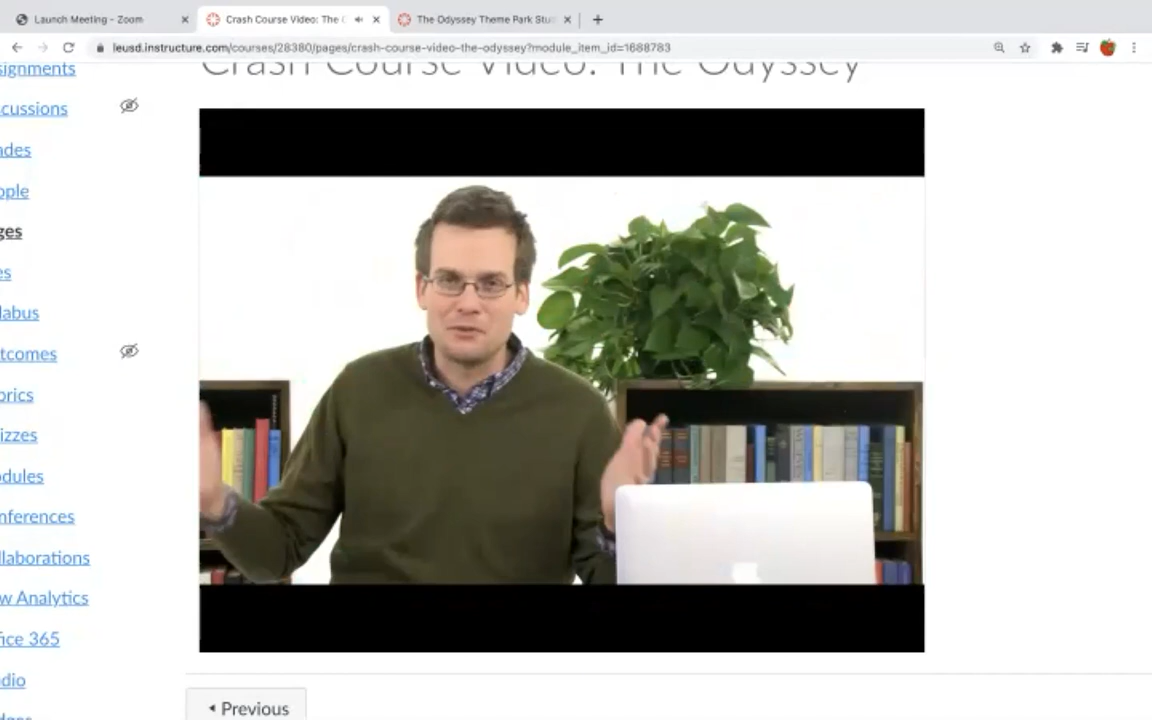 Launch Meeting - Zoom
Crash Course Video: The
The Odyssey Theme Park Stu
leusd.instructure.com/courses/28380/pages/crash-course-video-the-odyssey?module_item_id=1688783
Crash Course Video: The Odyssey
signments
cussions
ades
ople
ges
es
labus
tcomes
brics
izzes
dules
nferences
llaborations
w Analytics
fice 365
dio
Previous